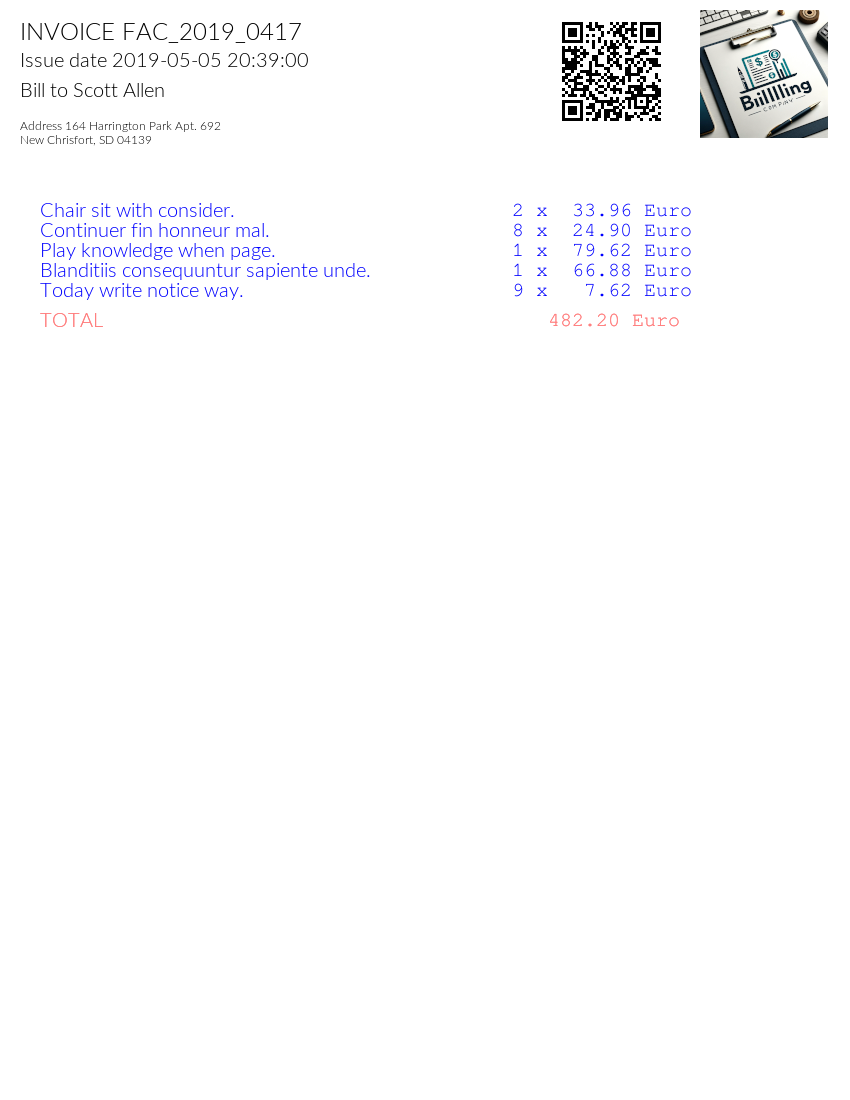 INVOICE FAC_2019_0417
Issue date 2019-05-05 20:39:00
Bill to Scott Allen
Address 164 Harrington Park Apt. 692
New Chrisfort, SD 04139
Biillling
COMPANY
Chair sit with consider. 2 x 33.96 Euro
Continuer fin honneur mal. 8 x 24.90 Euro
Play knowledge when page. 1 x 79.62 Euro
Blanditiis consequuntur sapiente unde. 1 x 66.88 Euro
Today write notice way. 9 x 7.62 Euro
TOTAL 482.20 Euro